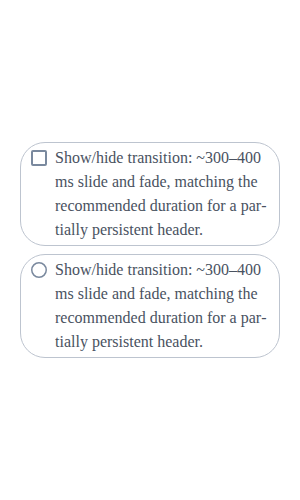 Show/hide transition: ~300–400
ms slide and fade, matching the
recommended duration for a par-
tially persistent header.
Show/hide transition: ~300–400
ms slide and fade, matching the
recommended duration for a par-
tially persistent header.